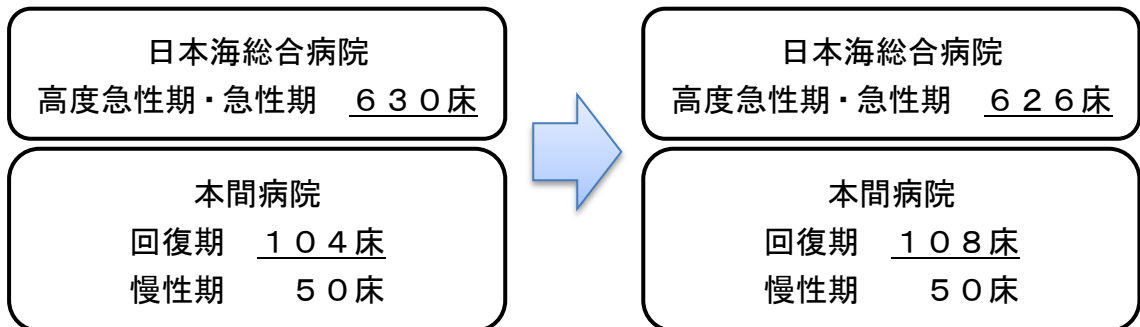 日本海総合病院
高度急性期・急性期　６３０床
本間病院
回復期　１０４床
慢性期　　５０床
日本海総合病院
高度急性期・急性期　６２６床
本間病院
回復期　１０８床
慢性期　　５０床